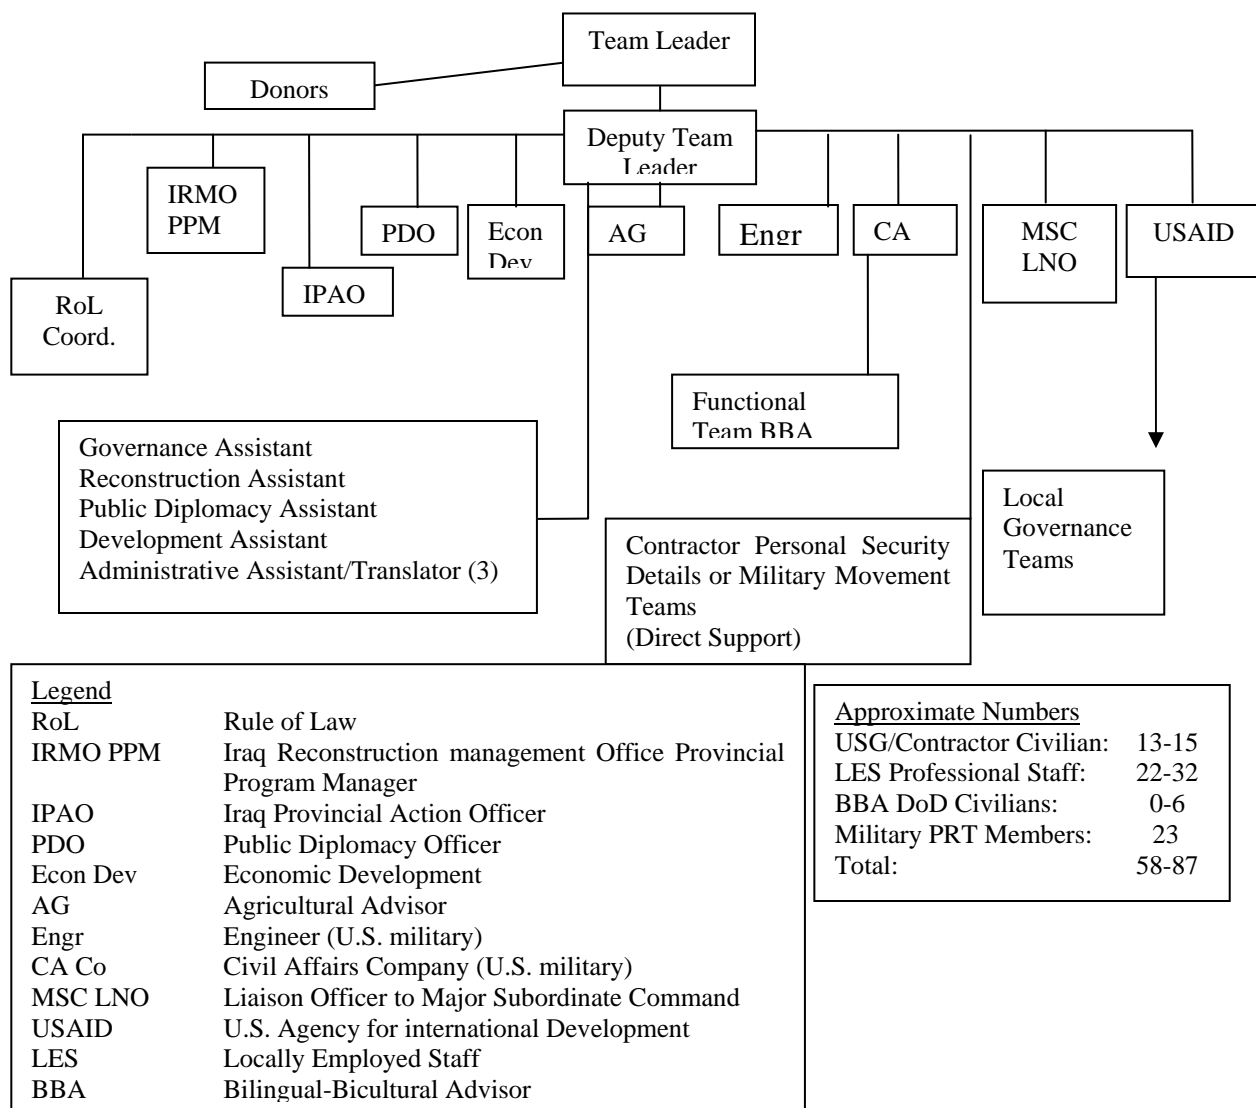 Team Leader
Donors
Deputy Team
Leader
IRMO
PPM
PDO
Econ
Dev
AG
Engr
CA
MSC
LNO
USAID
IPAO
RoL
Coord.
Functional
Team BBA
Governance Assistant
Reconstruction Assistant
Public Diplomacy Assistant
Development Assistant
Administrative Assistant/Translator (3)
Contractor Personal Security
Details or Military Movement
Teams
(Direct Support)
Local
Governance
Teams
Legend
RoL Rule of Law
IRMO PPM Iraq Reconstruction management Office Provincial
Program Manager
IPAO Iraq Provincial Action Officer
PDO Public Diplomacy Officer
Econ Dev Economic Development
AG Agricultural Advisor
Engr Engineer (U.S. military)
CA Co Civil Affairs Company (U.S. military)
MSC LNO Liaison Officer to Major Subordinate Command
USAID U.S. Agency for international Development
LES Locally Employed Staff
BBA Bilingual-Bicultural Advisor
Approximate Numbers
USG/Contractor Civilian: 13-15
LES Professional Staff: 22-32
BBA DoD Civilians: 0-6
Military PRT Members: 23
Total: 58-87